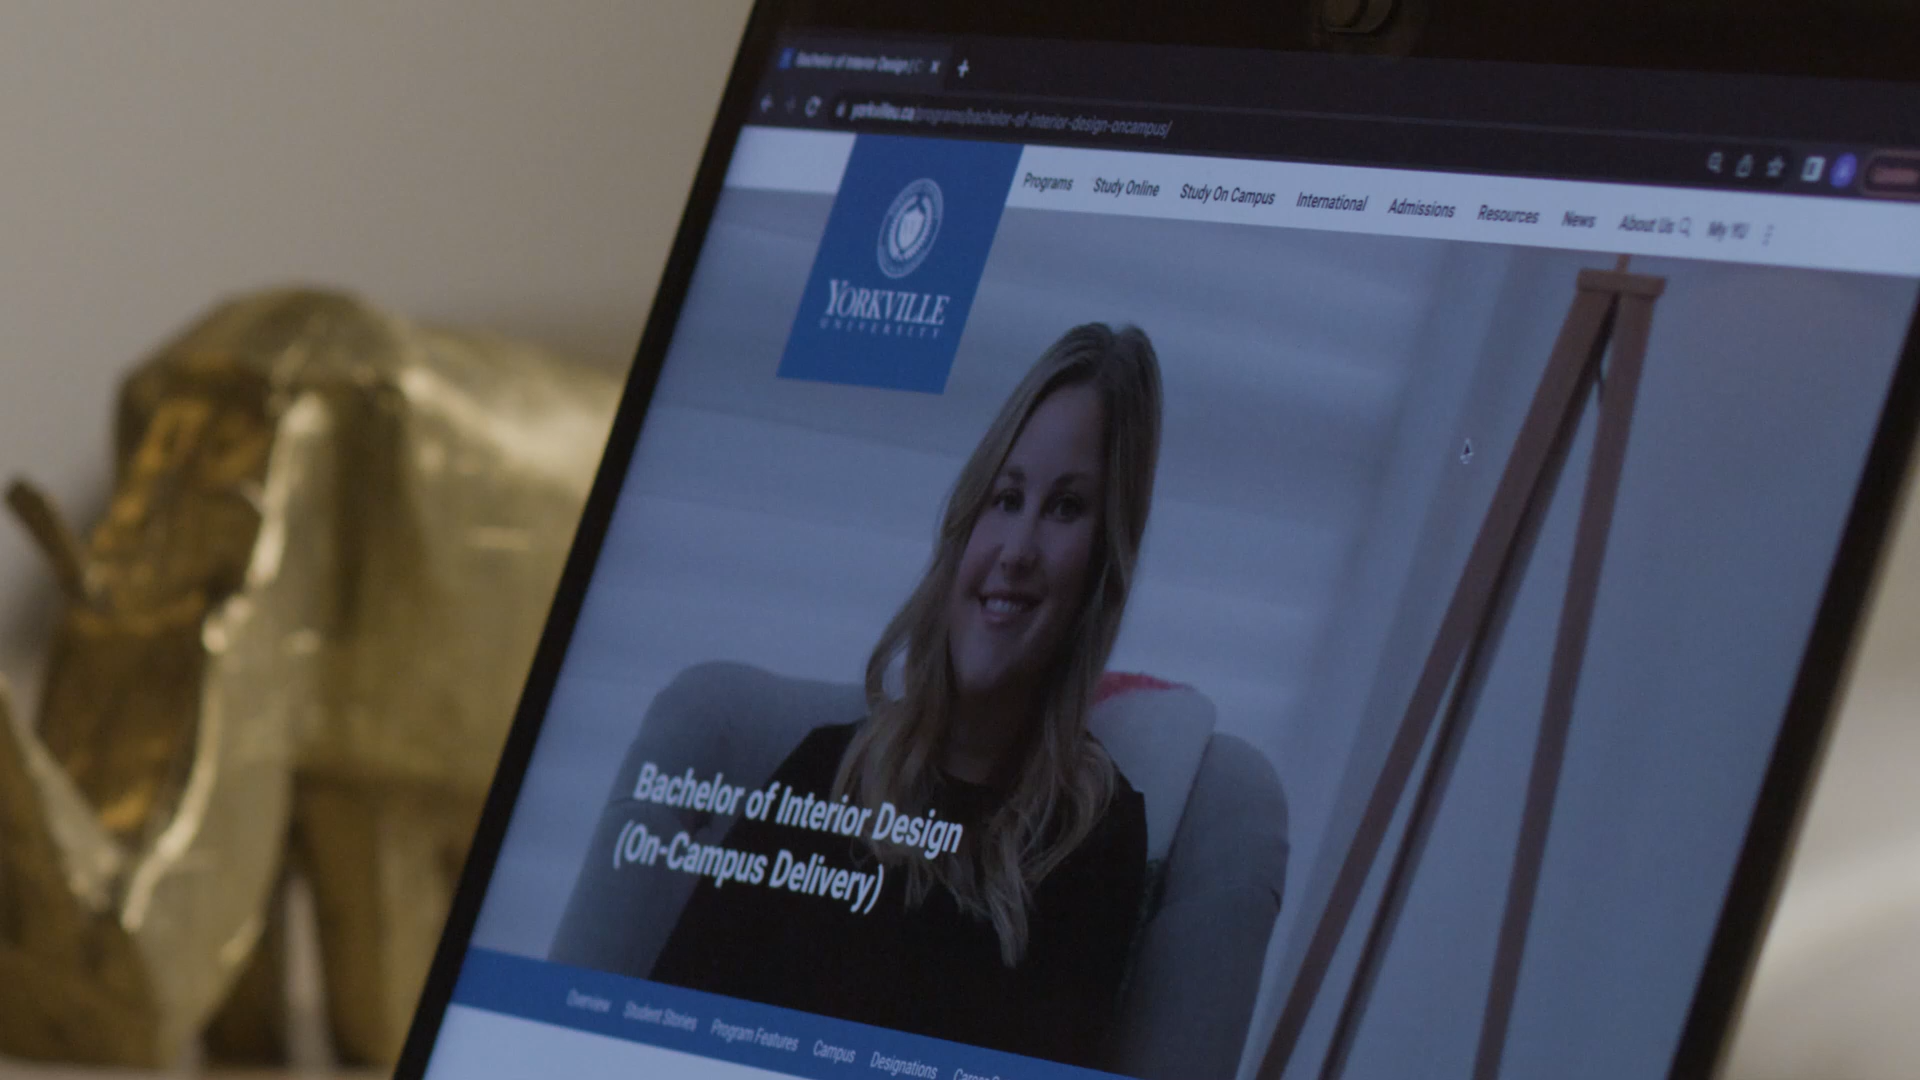 Bachelor of Interior Design | C
yorkvilleu.ca/programs/bachelor-of-interior-design-oncampus/
Programs Study Online Study On Campus International Admissions Resources News About Us My YU
YORKVILLE
UNIVERSITY
Bachelor of Interior Design
(On-Campus Delivery)
Overview Student Stories Program Features Campus Designations